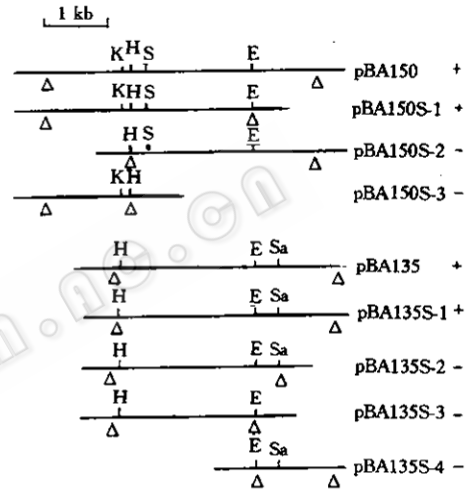 1 kb
K H S E
pBA150 +
Δ Δ
K H S E
pBA150S-1 +
Δ Δ
H S E
pBA150S-2 -
Δ Δ
K H
pBA150S-3 -
Δ Δ
H E Sa
pBA135 +
Δ Δ
H E Sa
pBA135S-1 +
Δ Δ
H E Sa
pBA135S-2 -
Δ Δ
H E
pBA135S-3 -
Δ Δ
E Sa
pBA135S-4 -
Δ Δ